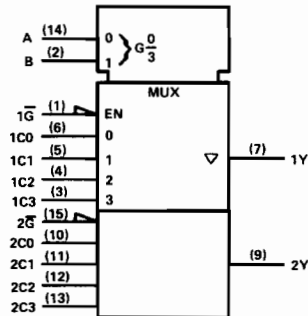 A (14) 0 } G 0/3
B (2) 1
MUX
1G̅ (1) EN
1C0 (6) 0
1C1 (5) 1 ▽ (7) 1Y
1C2 (4) 2
1C3 (3) 3
2G̅ (15)
2C0 (10)
2C1 (11) (9) 2Y
2C2 (12)
2C3 (13)